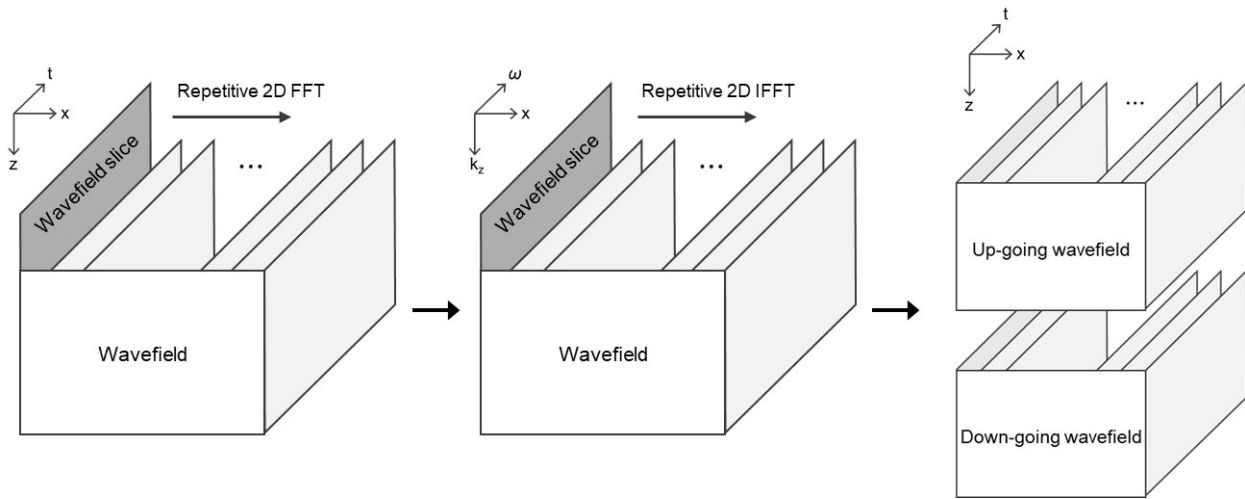 t
x
z
Repetitive 2D FFT
Wavefield slice
...
Wavefield
ω
x
k_z
Repetitive 2D IFFT
Wavefield slice
...
Wavefield
t
x
z
...
Up-going wavefield
Down-going wavefield